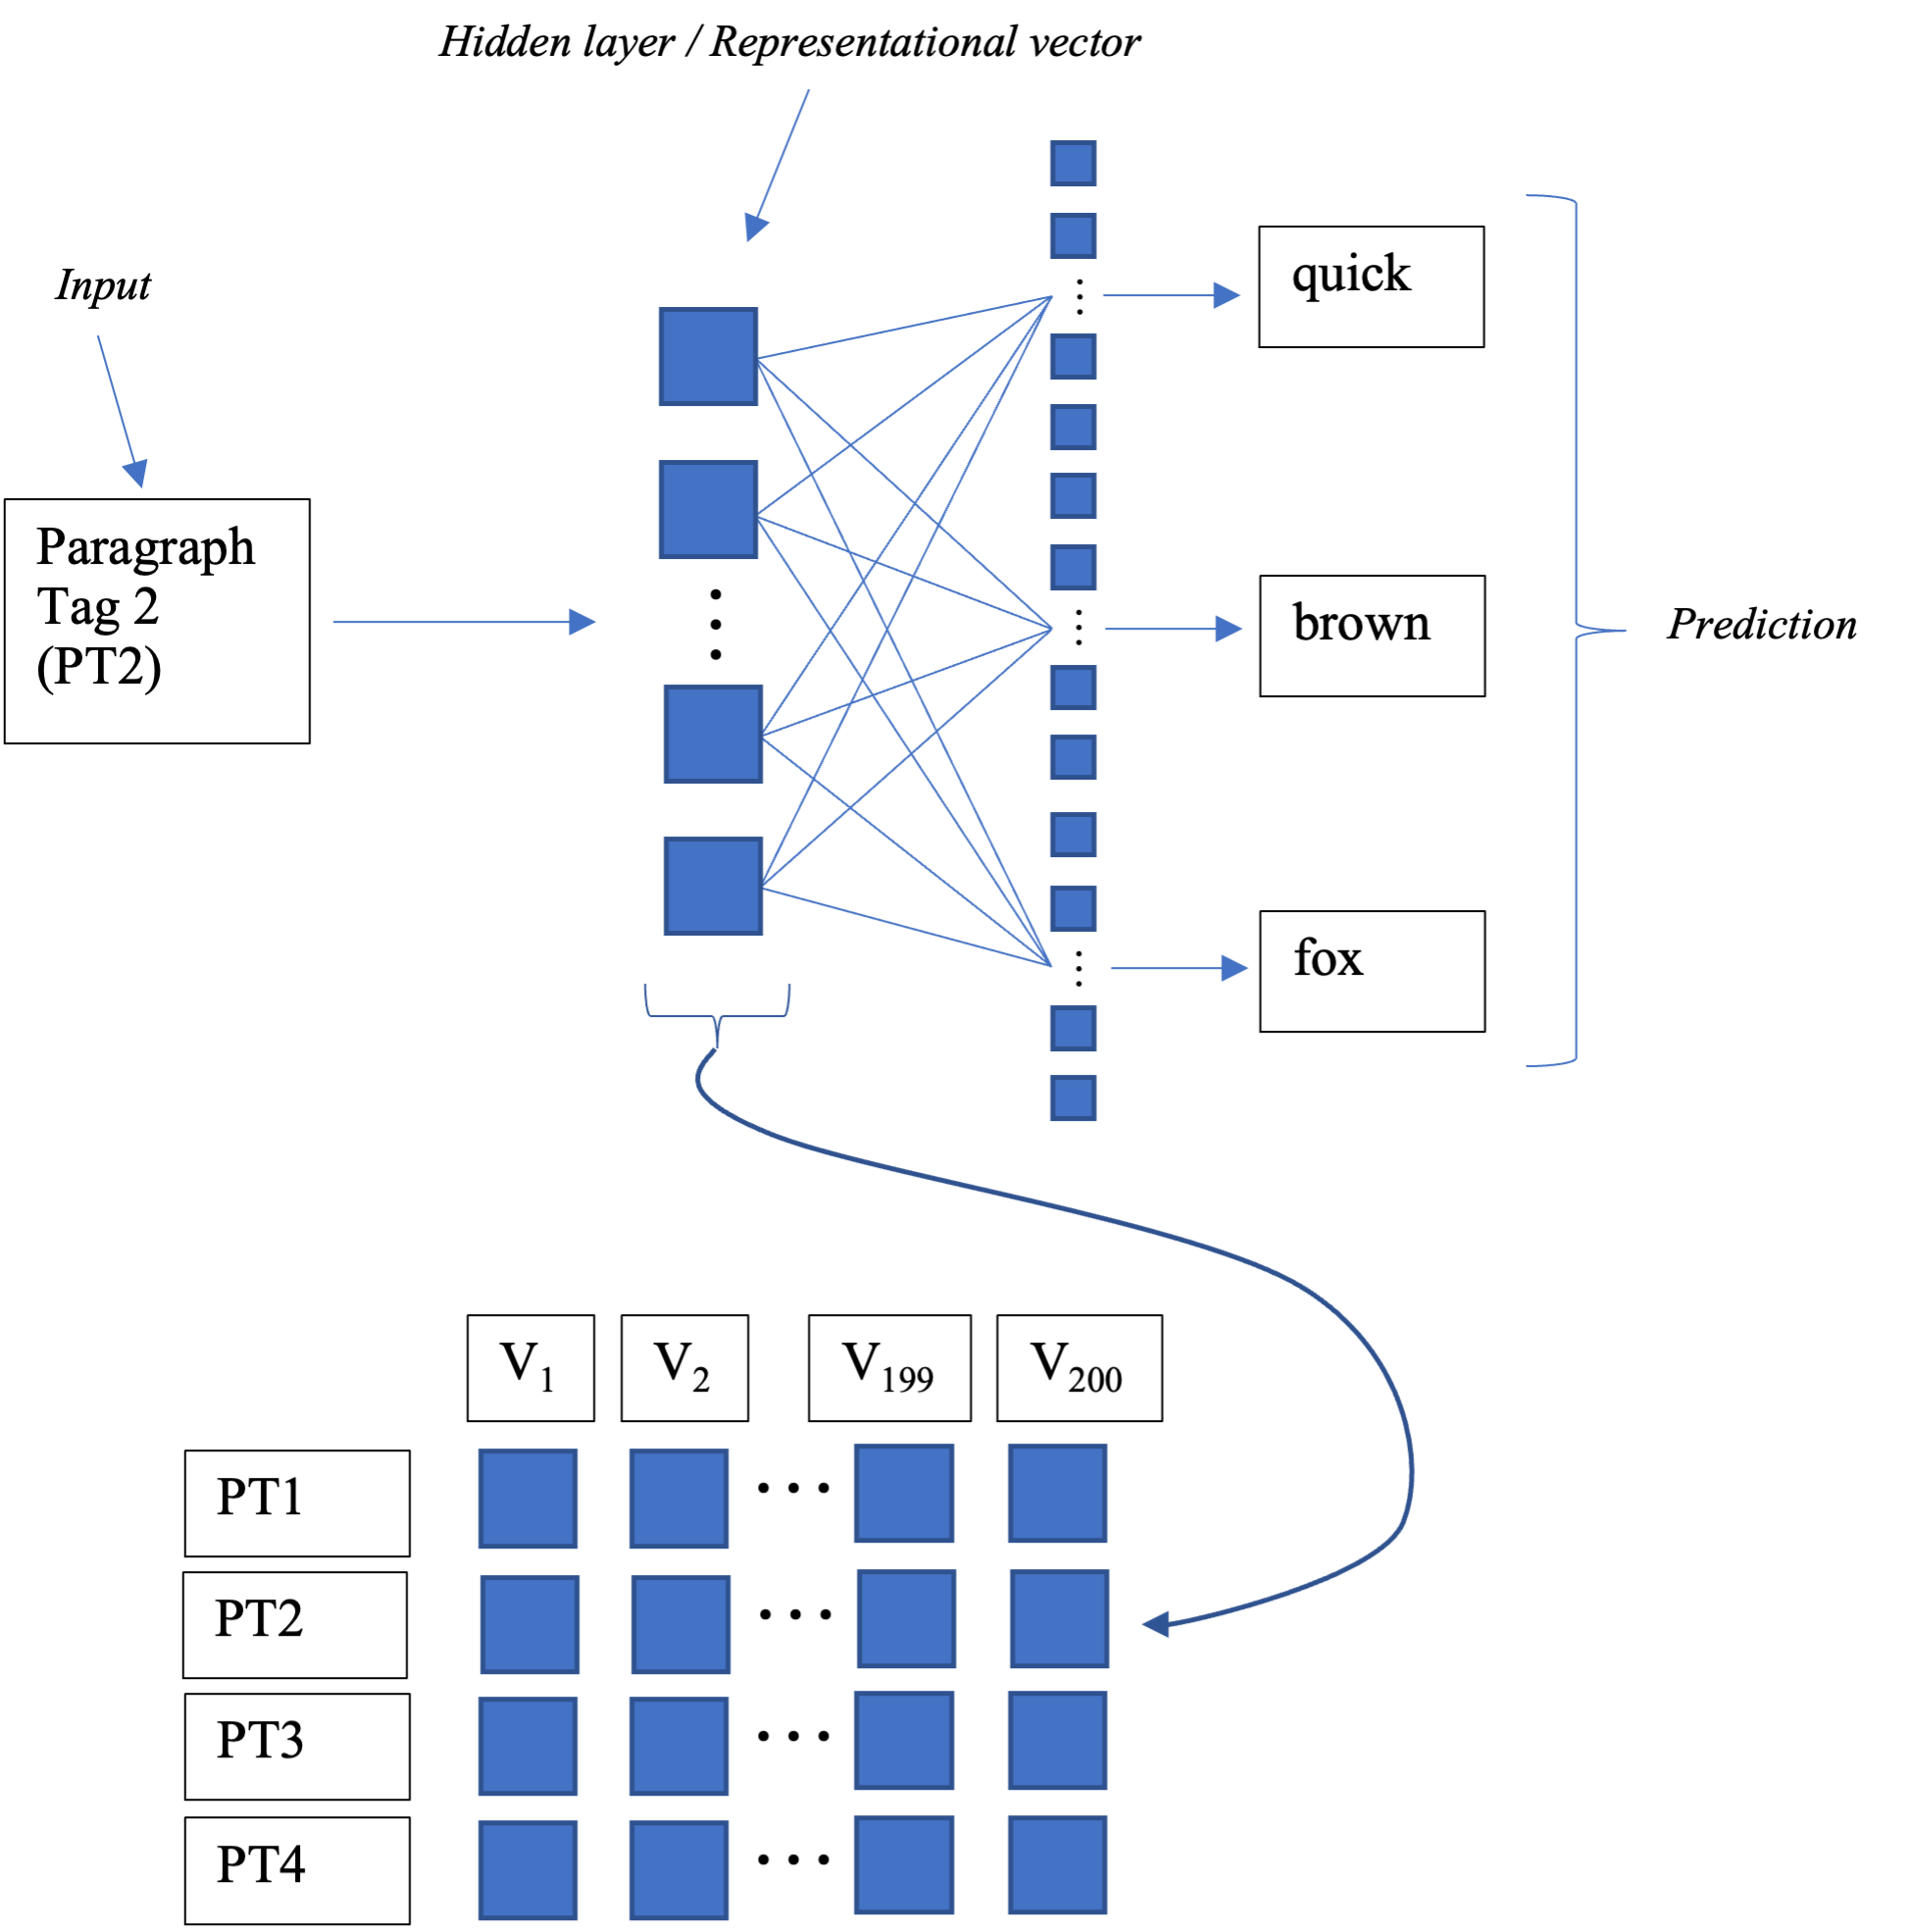 Hidden layer / Representational vector
Input
Paragraph
Tag 2
(PT2)
quick
brown
fox
Prediction
V1 V2 V199 V200
PT1
PT2
PT3
PT4